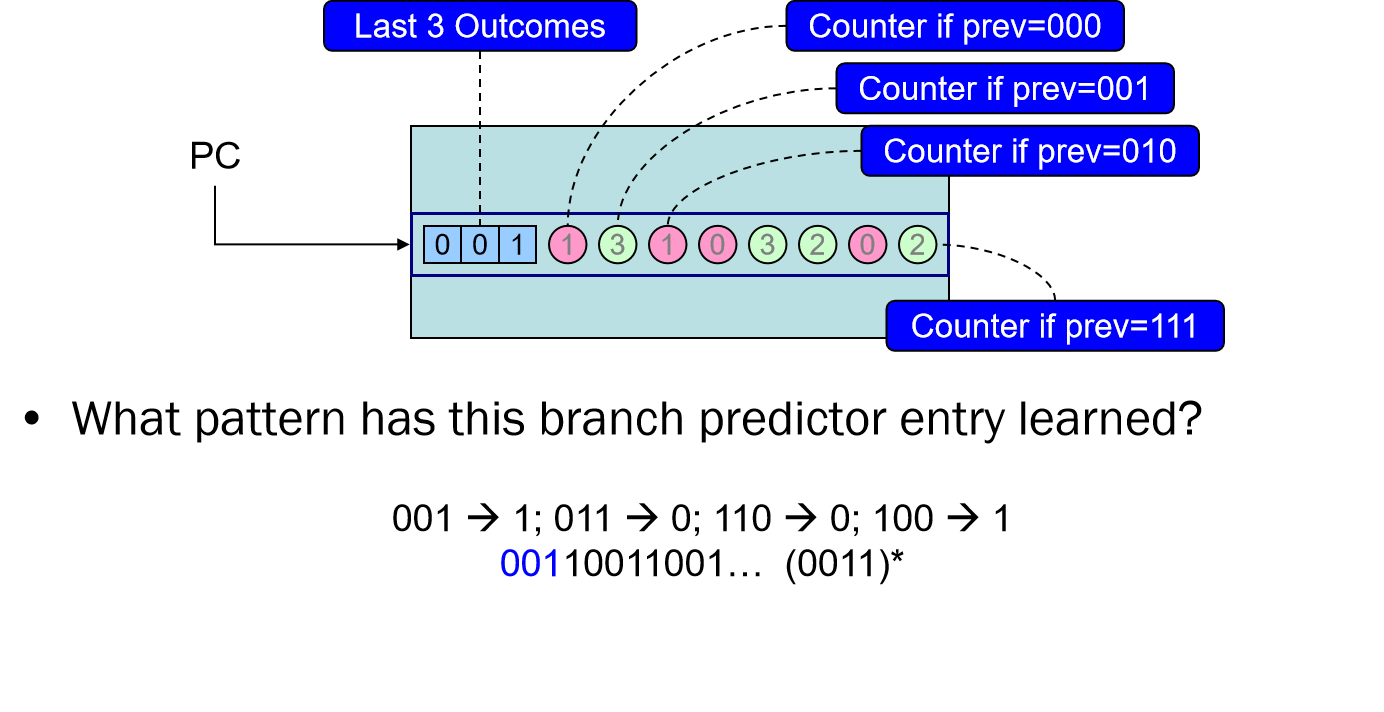 Last 3 Outcomes
Counter if prev=000
Counter if prev=001
Counter if prev=010
PC
0 0 1 1 3 1 0 3 2 0 2
Counter if prev=111
• What pattern has this branch predictor entry learned?
001 → 1; 011 → 0; 110 → 0; 100 → 1
00110011001… (0011)*